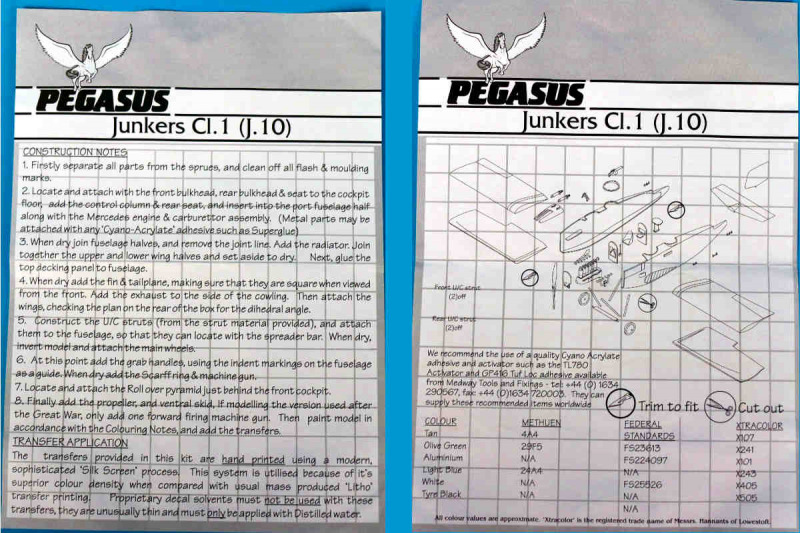 PEGASUS
Junkers Cl.1 (J.10)
CONSTRUCTION NOTES
1. Firstly separate all parts from the sprues, and clean off all flash & moulding
marks.
2. Locate and attach with the front bulkhead, rear bulkhead & seat to the cockpit
floor, add the control column & rear seat, and insert into the port fuselage half
along with the Mercedes engine & carburettor assembly. (Metal parts may be
attached with any 'Cyano-Acrylate' adhesive such as Superglue)
3. When dry join fuselage halves, and remove the joint line. Add the radiator. Join
together the upper and lower wing halves and set aside to dry. Next, glue the
top decking panel to fuselage.
4. When dry add the fin & tailplane, making sure that they are square when viewed
from the front. Add the exhaust to the side of the cowling. Then attach the
wings, checking the plan on the rear of the box for the dihedral angle.
5. Construct the U/C struts (from the strut material provided), and attach
them to the fuselage, so that they can locate with the spreader bar. When dry,
invert model and attach the main wheels.
6. At this point add the grab handles, using the indent markings on the fuselage
as a guide. When dry add the Scarff ring & machine gun.
7. Locate and attach the Roll over pyramid just behind the front cockpit.
8. Finally add the propeller, and ventral skid, if modelling the version used after
the Great War, only add one forward firing machine gun. Then paint model in
accordance with the Colouring Notes, and add the transfers.
TRANSFER APPLICATION
The transfers provided in this kit are hand printed using a modern,
sophisticated 'Silk Screen' process. This system is utilised because of it's
superior colour density when compared with usual mass produced 'Litho'
transfer printing. Proprietary decal solvents must not be used with these
transfers, they are unusually thin and must only be applied with Distilled water.
PEGASUS
Junkers Cl.1 (J.10)
Front U/C strut
(2)off
Rear U/C strut
(2)off
We recommend the use of a quality Cyano Acrylate
adhesive and activator such as the TL780
Activator and GF416 Tuf Loc adhesive available
from Medway Tools and Fixings - tel: +44 (0) 1634
290567, fax: +44 (0)1634 720003. They can
supply these recommended items worldwide
Trim to fit
Cut out
COLOUR METHUEN FEDERAL STANDARDS XTRACOLOR
Tan 4A4 X107
Olive Green 29F5 FS23613 X241
Aluminium N/A FS224097 X101
Light Blue 24A4 N/A X243
White N/A FS25526 X405
Tyre Black N/A N/A X505
N/A
All colour values are approximate. 'Xtracolor' is the registered trade name of Messrs. Hannants of Lowestoft.